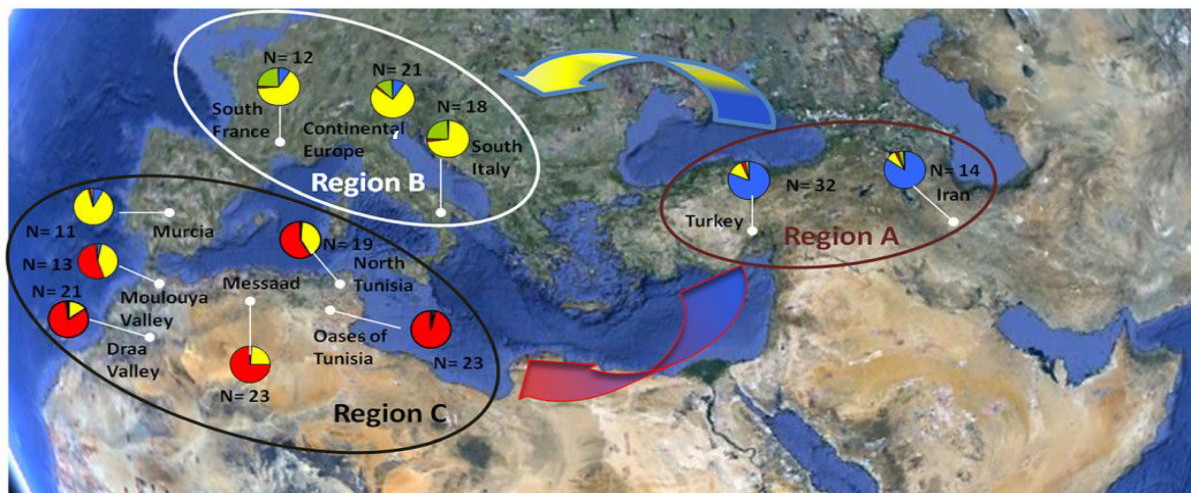 N= 12
South
France
N= 21
Continental
Europe
N= 18
South
Italy
Region B
N= 32
Turkey
N= 14
Iran
Region A
N= 11
Murcia
N= 13
Moulouya
Valley
N= 21
Draa
Valley
Messaad
N= 23
N= 19
North
Tunisia
Oases of
Tunisia
N= 23
Region C